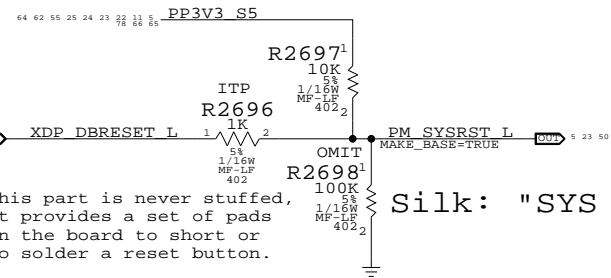 64 62 55 25 24 23 22 11 5 PP3V3_S5
78 66 65
R2697 1
10K
5%
1/16W
MF-LF
402 2
ITP
R2696
XDP_DBRESET_L 1 1K 2 PM_SYSRST_L OUT 5 23 50
MAKE_BASE=TRUE
5%
1/16W
MF-LF
402
OMIT
R2698 1
100K
5%
1/16W
MF-LF
402 2
Silk: "SYS
his part is never stuffed,
t provides a set of pads
n the board to short or
o solder a reset button.